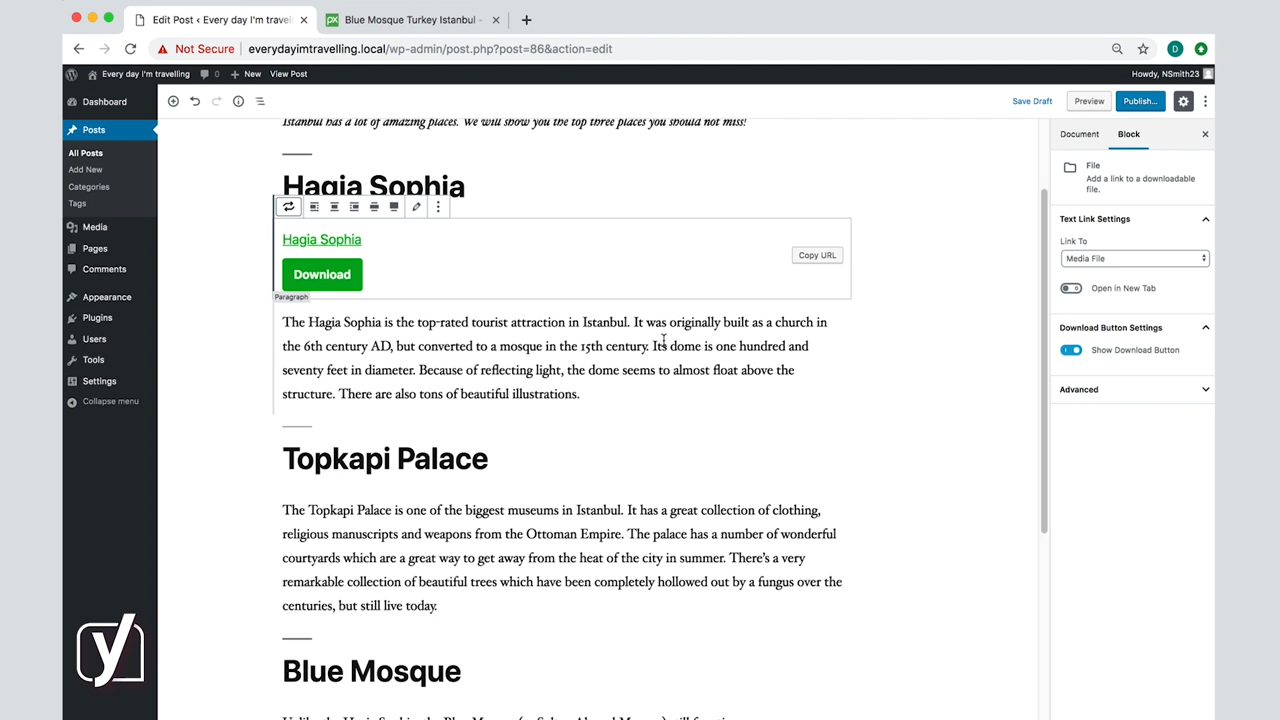 Edit Post ‹ Every day I'm travel
Blue Mosque Turkey Istanbul -
Not Secure
everydayimtravelling.local/wp-admin/post.php?post=86&action=edit
D
Every day I'm travelling
0
New
View Post
Howdy, NSmith23
Dashboard
Posts
All Posts
Add New
Categories
Tags
Media
Pages
Comments
Appearance
Plugins
Users
Tools
Settings
Collapse menu
Save Draft
Preview
Publish...
Istanbul has a lot of amazing places. We will show you the top three places you should not miss!
Hagia Sophia
Hagia Sophia
Copy URL
Download
Paragraph
The Hagia Sophia is the top-rated tourist attraction in Istanbul. It was originally built as a church in
the 6th century AD, but converted to a mosque in the 15th century. Its dome is one hundred and
seventy feet in diameter. Because of reflecting light, the dome seems to almost float above the
structure. There are also tons of beautiful illustrations.
Topkapi Palace
The Topkapi Palace is one of the biggest museums in Istanbul. It has a great collection of clothing,
religious manuscripts and weapons from the Ottoman Empire. The palace has a number of wonderful
courtyards which are a great way to get away from the heat of the city in summer. There's a very
remarkable collection of beautiful trees which have been completely hollowed out by a fungus over the
centuries, but still live today.
Blue Mosque
Document
Block
File
Add a link to a downloadable
file.
Text Link Settings
Link To
Media File
Open in New Tab
Download Button Settings
Show Download Button
Advanced
y